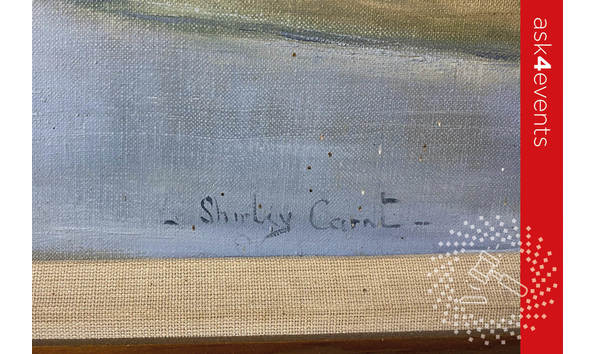 ask4events
- Shirley Carnt -